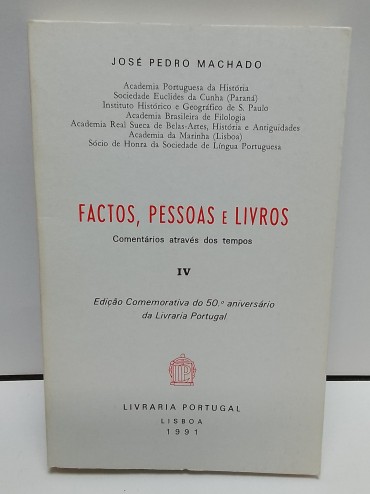 JOSÉ PEDRO MACHADO
Academia Portuguesa da História
Sociedade Euclides da Cunha (Paraná)
Instituto Histórico e Geográfico de S. Paulo
Academia Brasileira de Filologia
Academia Real Sueca de Belas-Artes, História e Antiguidades
Academia da Marinha (Lisboa)
Sócio de Honra da Sociedade de Língua Portuguesa
FACTOS, PESSOAS E LIVROS
Comentários através dos tempos
IV
Edição Comemorativa do 50.º aniversário
da Livraria Portugal
LIVRARIA PORTUGAL
LISBOA
1991